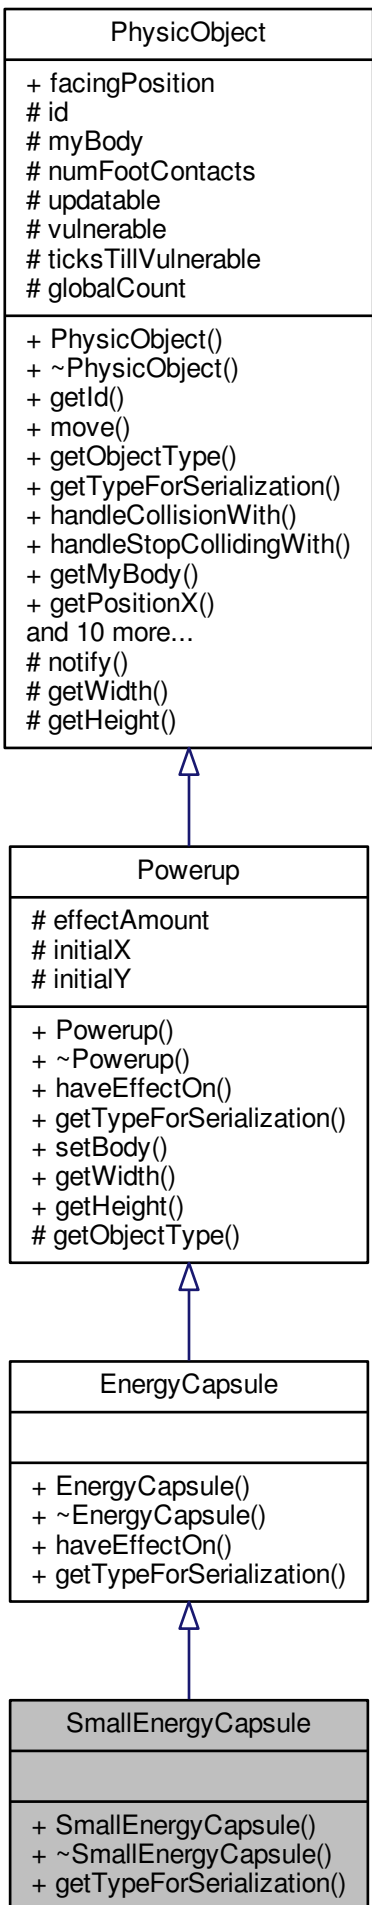 PhysicObject
+ facingPosition
# id
# myBody
# numFootContacts
# updatable
# vulnerable
# ticksTillVulnerable
# globalCount
+ PhysicObject()
+ ~PhysicObject()
+ getId()
+ move()
+ getObjectType()
+ getTypeForSerialization()
+ handleCollisionWith()
+ handleStopCollidingWith()
+ getMyBody()
+ getPositionX()
and 10 more...
# notify()
# getWidth()
# getHeight()
Powerup
# effectAmount
# initialX
# initialY
+ Powerup()
+ ~Powerup()
+ haveEffectOn()
+ getTypeForSerialization()
+ setBody()
+ getWidth()
+ getHeight()
# getObjectType()
EnergyCapsule
+ EnergyCapsule()
+ ~EnergyCapsule()
+ haveEffectOn()
+ getTypeForSerialization()
SmallEnergyCapsule
+ SmallEnergyCapsule()
+ ~SmallEnergyCapsule()
+ getTypeForSerialization()